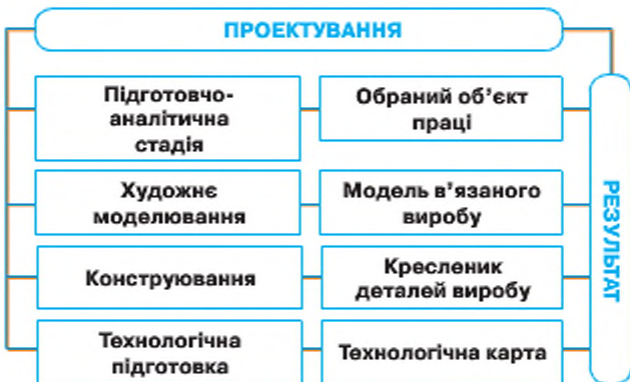 ПРОЕКТУВАННЯ
Підготовчо-
аналітична
стадія
Обраний об’єкт
праці
Художнє
моделювання
Модель в’язаного
виробу
Конструювання
Кресленик
деталей виробу
Технологічна
підготовка
Технологічна карта
РЕЗУЛЬТАТ